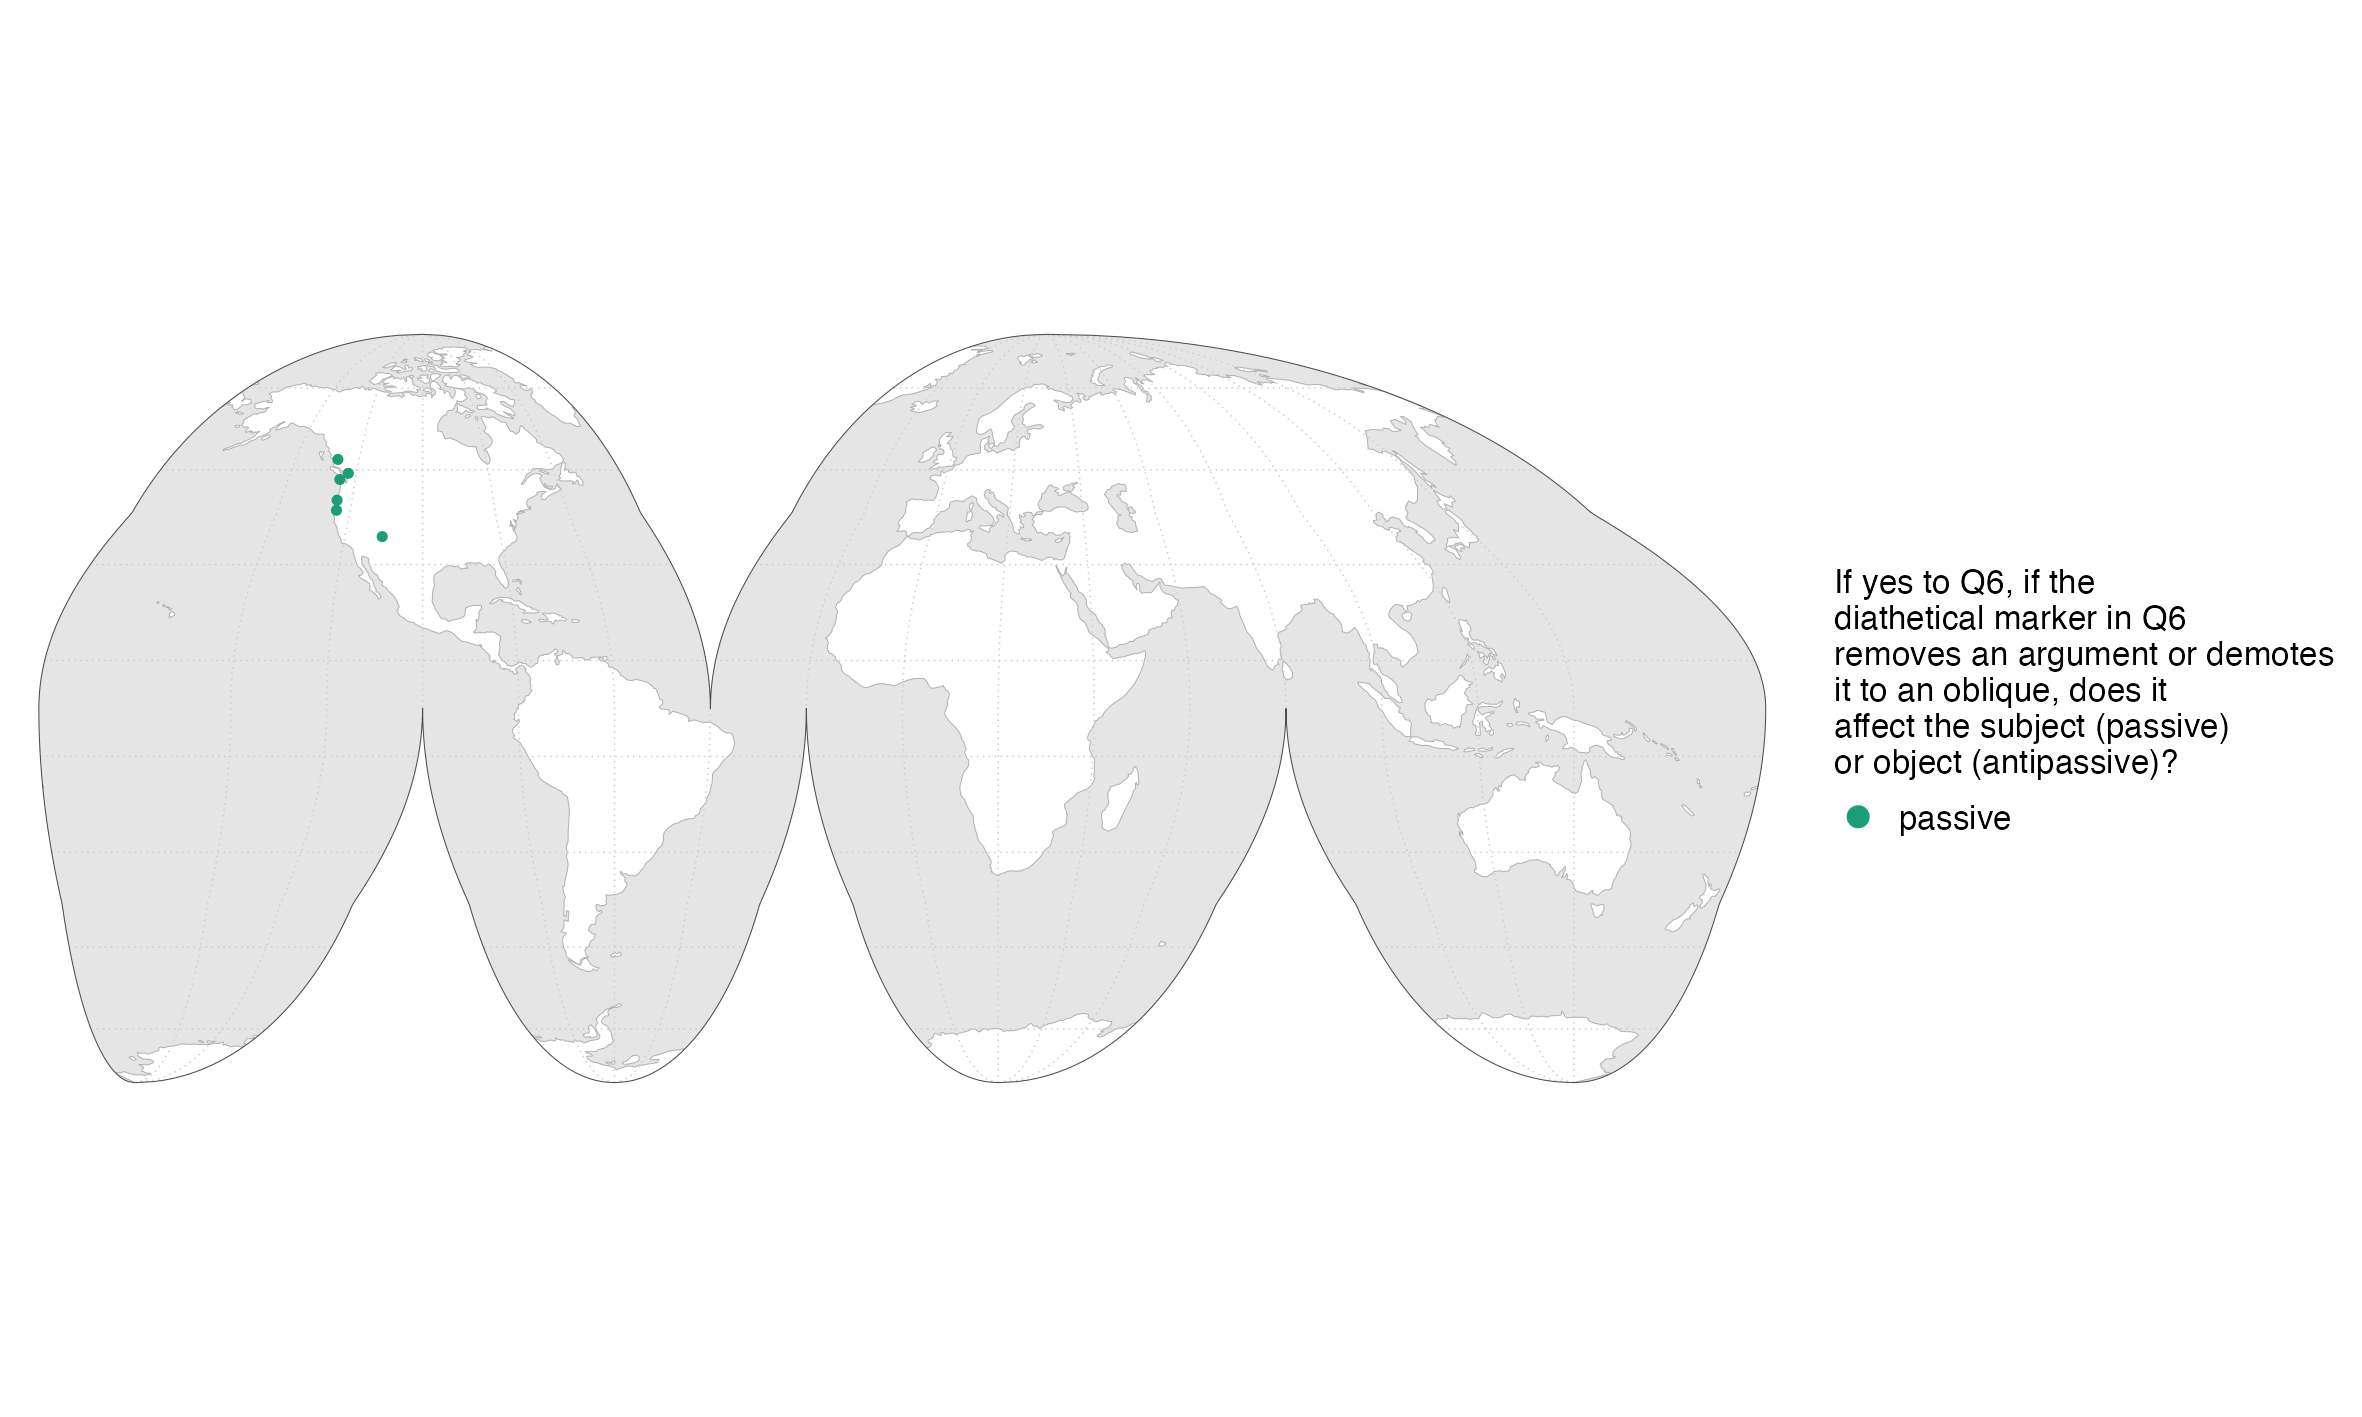 If yes to Q6, if the
diathetical marker in Q6
removes an argument or demotes
it to an oblique, does it
affect the subject (passive)
or object (antipassive)?
passive